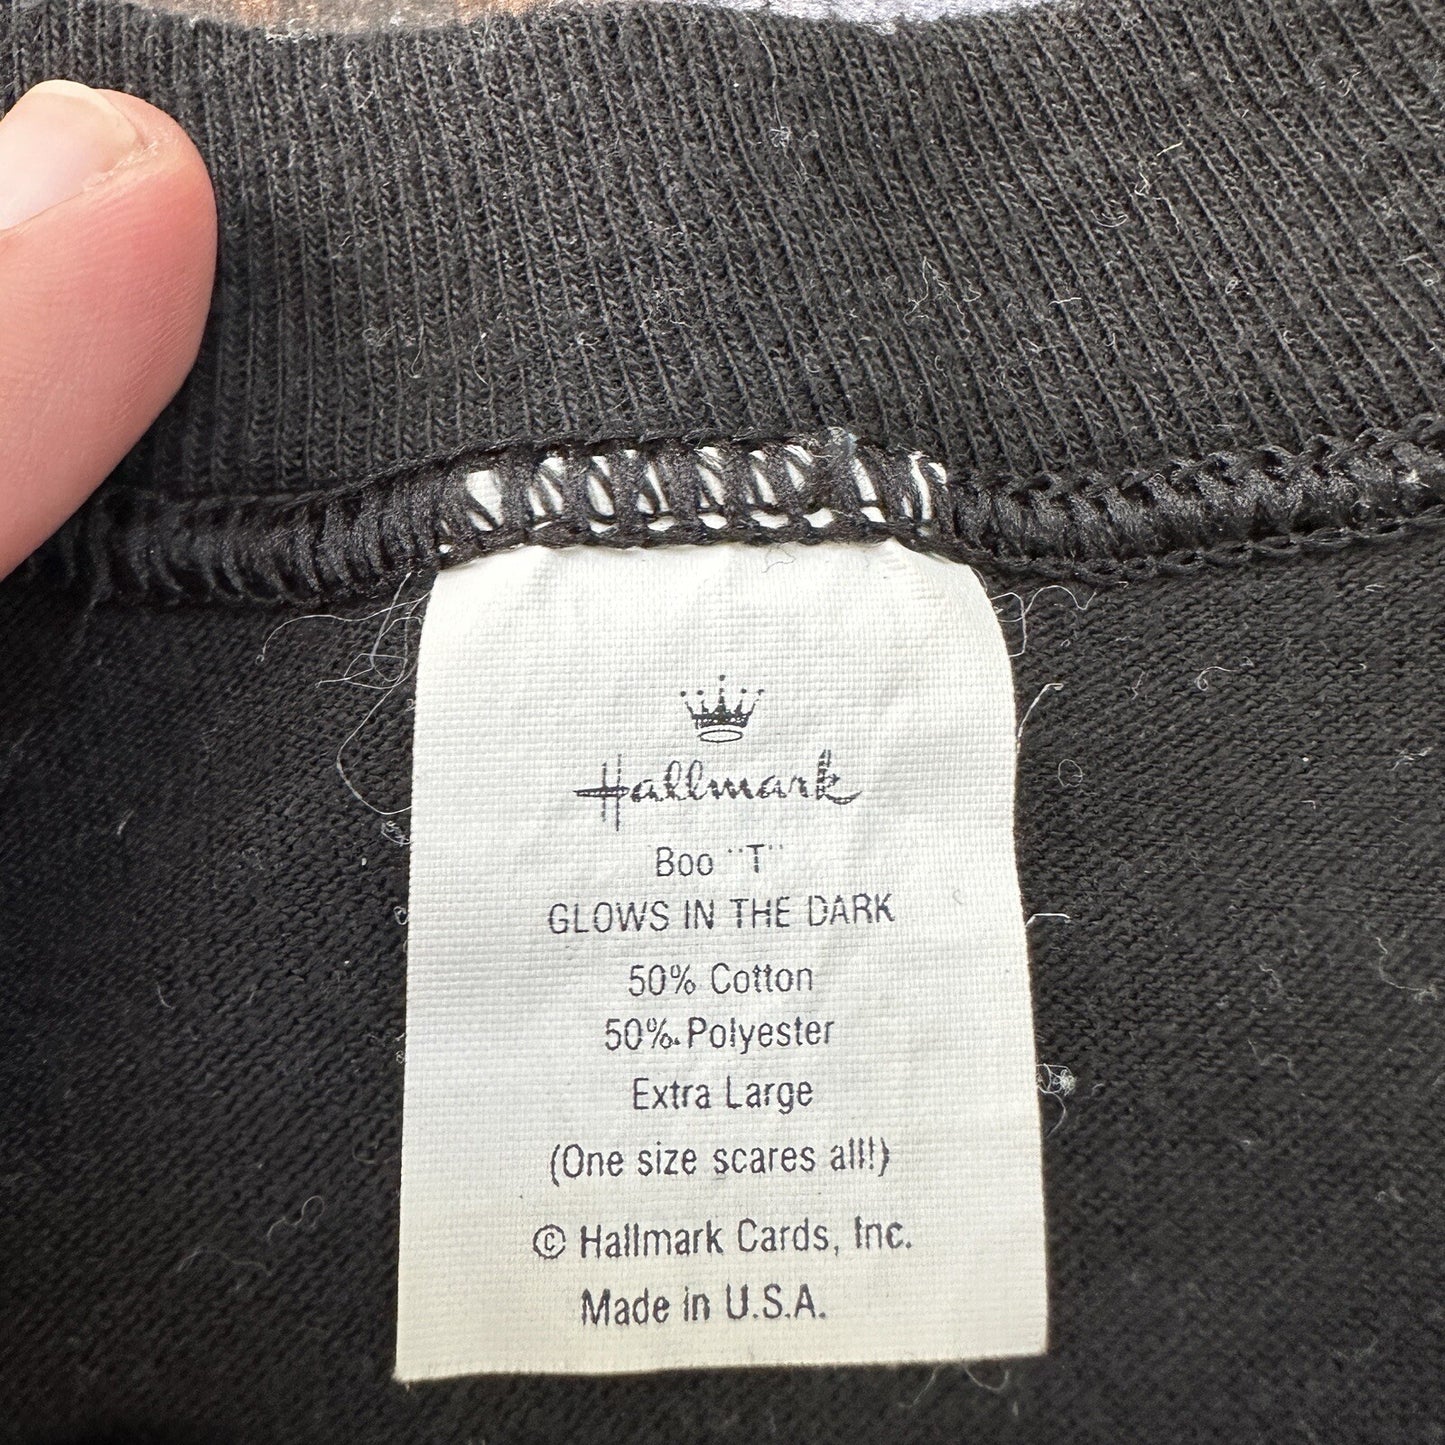 Hallmark
Boo "T"
GLOWS IN THE DARK
50% Cotton
50% Polyester
Extra Large
(One size scares all!)
© Hallmark Cards, Inc.
Made in U.S.A.